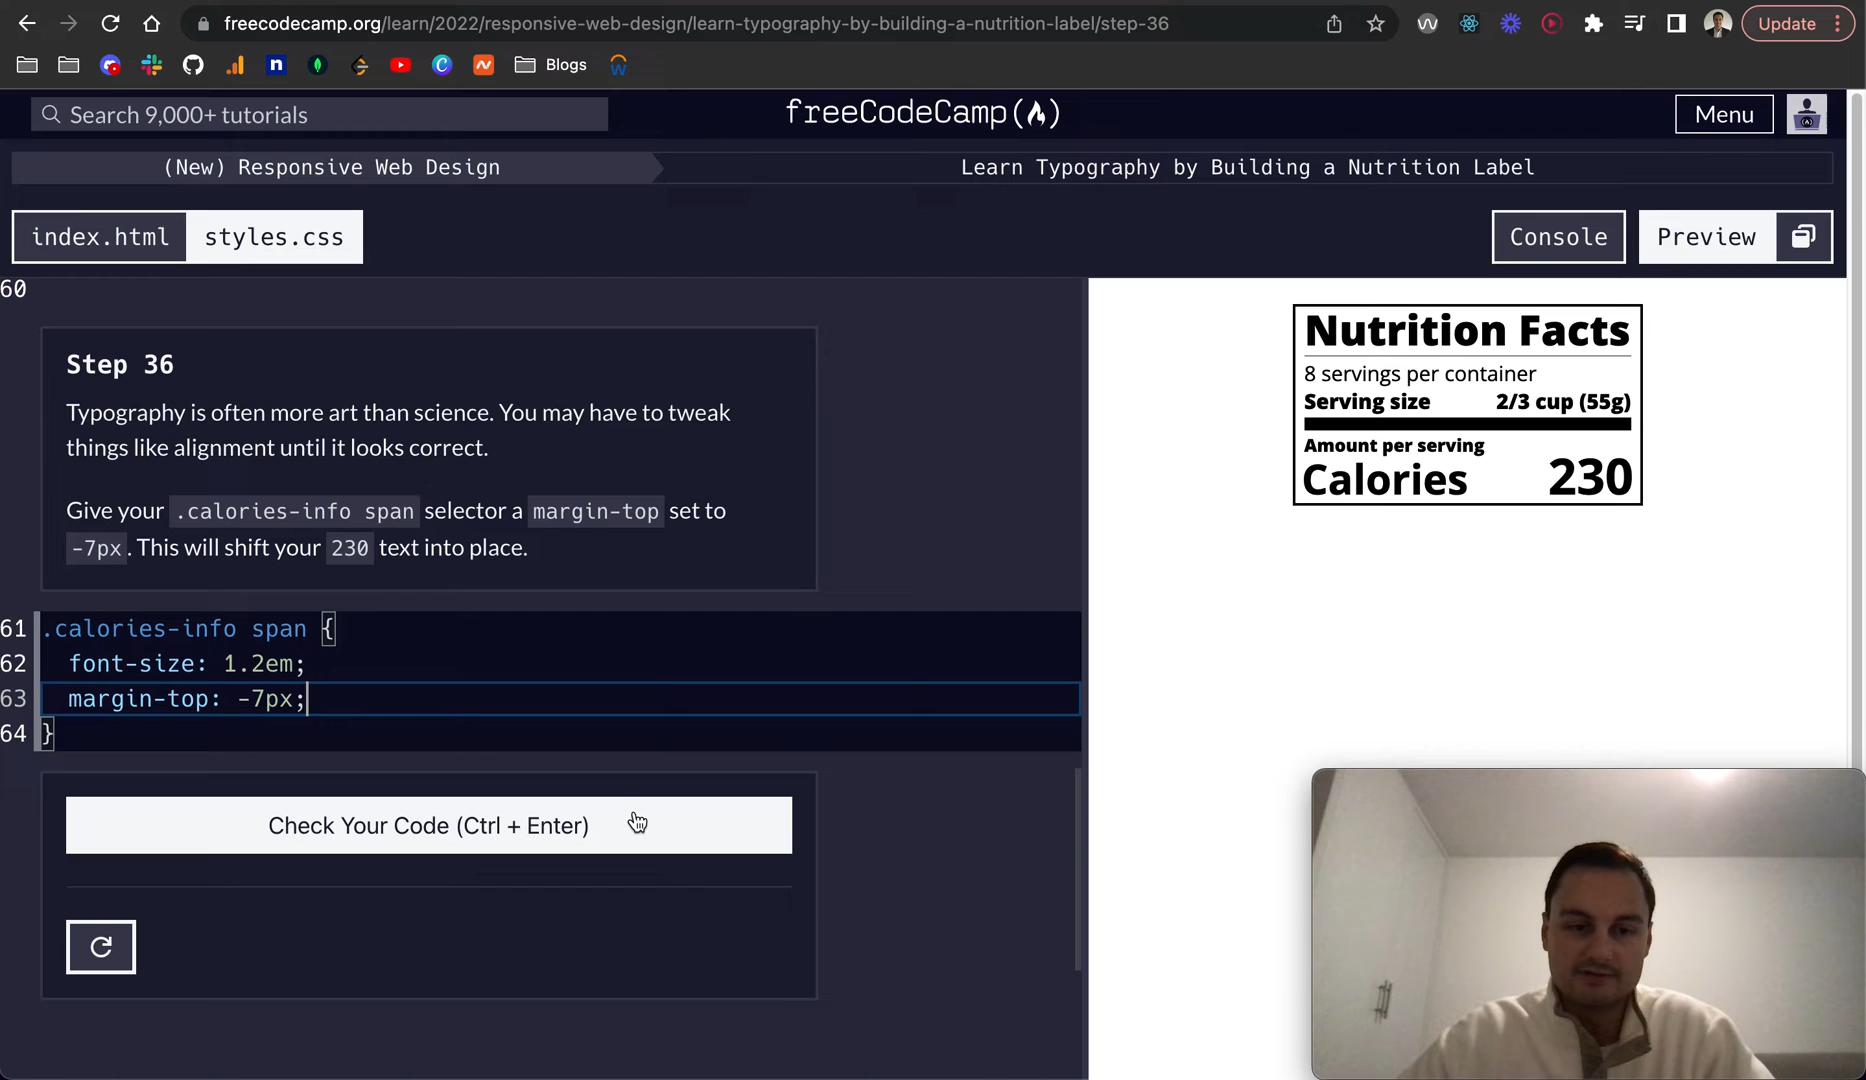 freecodecamp.org/learn/2022/responsive-web-design/learn-typography-by-building-a-nutrition-label/step-36
Update
Blogs
Search 9,000+ tutorials
freeCodeCamp
Menu
(New) Responsive Web Design
Learn Typography by Building a Nutrition Label
index.html
styles.css
Console
Preview
60
Step 36
Typography is often more art than science. You may have to tweak
things like alignment until it looks correct.
Give your .calories-info span selector a margin-top set to
-7px. This will shift your 230 text into place.
61 .calories-info span {
62 font-size: 1.2em;
63 margin-top: -7px;
64 }
Check Your Code (Ctrl + Enter)
Nutrition Facts
8 servings per container
Serving size 2/3 cup (55g)
Amount per serving
Calories 230